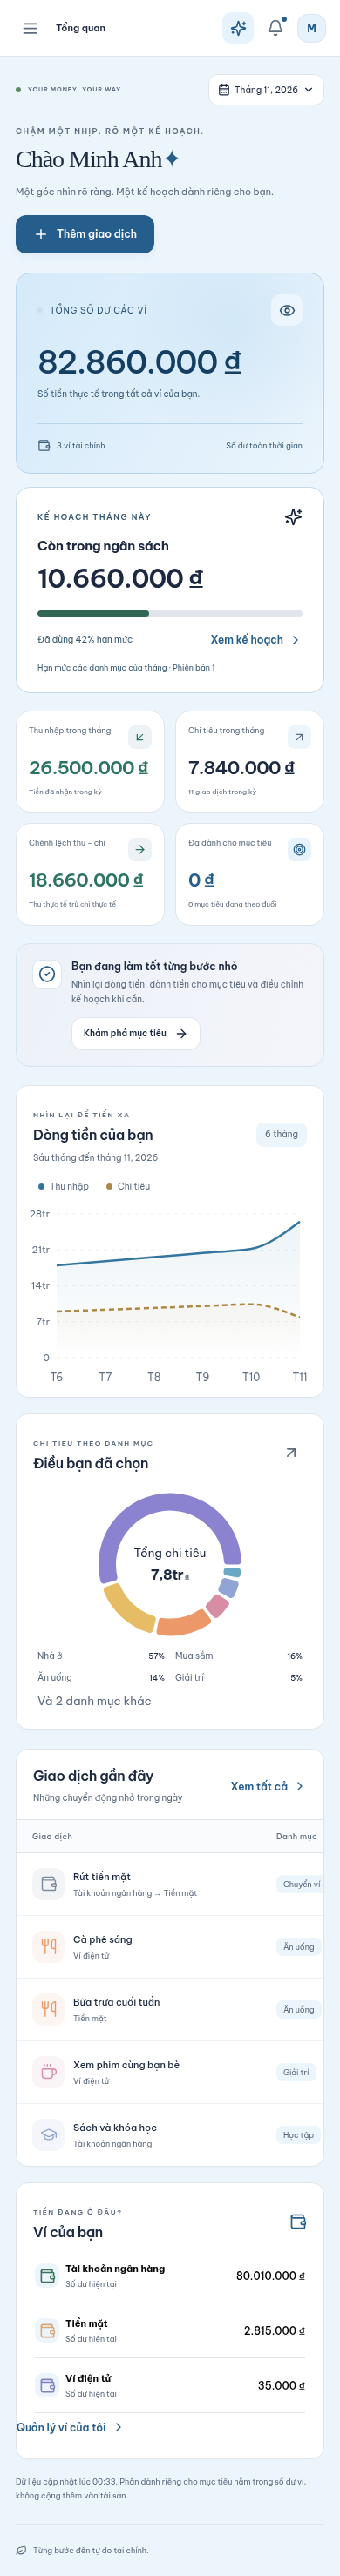 Tổng quan
M
YOUR MONEY, YOUR WAY
Tháng 11, 2026
CHẬM MỘT NHỊP. RÕ MỘT KẾ HOẠCH.
Chào Minh Anh
Một góc nhìn rõ ràng. Một kế hoạch dành riêng cho bạn.
Thêm giao dịch
TỔNG SỐ DƯ CÁC VÍ
82.860.000 ₫
Số tiền thực tế trong tất cả ví của bạn.
3 ví tài chính
Số dư toàn thời gian
KẾ HOẠCH THÁNG NÀY
Còn trong ngân sách
10.660.000 ₫
Đã dùng 42% hạn mức
Xem kế hoạch
Hạn mức các danh mục của tháng · Phiên bản 1
Thu nhập trong tháng
26.500.000 ₫
Tiền đã nhận trong kỳ
Chi tiêu trong tháng
7.840.000 ₫
11 giao dịch trong kỳ
Chênh lệch thu - chi
18.660.000 ₫
Thu thực tế trừ chi thực tế
Đã dành cho mục tiêu
0 ₫
0 mục tiêu đang theo đuổi
Bạn đang làm tốt từng bước nhỏ
Nhìn lại dòng tiền, dành tiền cho mục tiêu và điều chỉnh
kế hoạch khi cần.
Khám phá mục tiêu
NHÌN LẠI ĐỂ TIẾN XA
Dòng tiền của bạn
6 tháng
Sáu tháng đến tháng 11, 2026
Thu nhập
Chi tiêu
28tr
21tr
14tr
7tr
0
T6 T7 T8 T9 T10 T11
CHI TIÊU THEO DANH MỤC
Điều bạn đã chọn
Tổng chi tiêu
7,8tr ₫
Nhà ở 57%
Mua sắm 16%
Ăn uống 14%
Giải trí 5%
Và 2 danh mục khác
Giao dịch gần đây
Những chuyển động nhỏ trong ngày
Xem tất cả
Giao dịch
Danh mục
Rút tiền mặt
Tài khoản ngân hàng → Tiền mặt
Chuyển ví
Cà phê sáng
Ví điện tử
Ăn uống
Bữa trưa cuối tuần
Tiền mặt
Ăn uống
Xem phim cùng bạn bè
Ví điện tử
Giải trí
Sách và khóa học
Tài khoản ngân hàng
Học tập
TIỀN ĐANG Ở ĐÂU?
Ví của bạn
Tài khoản ngân hàng
Số dư hiện tại
80.010.000 ₫
Tiền mặt
Số dư hiện tại
2.815.000 ₫
Ví điện tử
Số dư hiện tại
35.000 ₫
Quản lý ví của tôi
Dữ liệu cập nhật lúc 00:33. Phần dành riêng cho mục tiêu nằm trong số dư ví,
không cộng thêm vào tài sản.
Từng bước đến tự do tài chính.